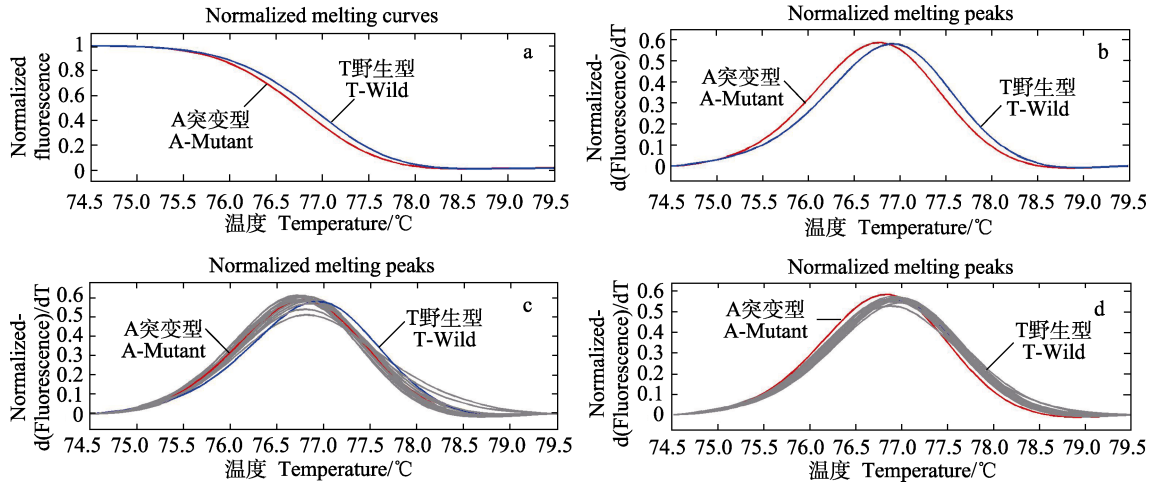 Normalized melting curves
a
Normalized
fluorescence
1
0.8
0.6
0.4
0.2
0
T野生型
T-Wild
A突变型
A-Mutant
74.5 75.0 75.5 76.0 76.5 77.0 77.5 78.0 78.5 79.0 79.5
温度 Temperature/℃
Normalized melting peaks
b
Normalized-
d(Fluorescence)/dT
0.6
0.5
0.4
0.3
0.2
0.1
0
A突变型
A-Mutant
T野生型
T-Wild
74.5 75.0 75.5 76.0 76.5 77.0 77.5 78.0 78.5 79.0 79.5
温度 Temperature/℃
Normalized melting peaks
c
Normalized-
d(Fluorescence)/dT
0.6
0.5
0.4
0.3
0.2
0.1
0
A突变型
A-Mutant
T野生型
T-Wild
74.5 75.0 75.5 76.0 76.5 77.0 77.5 78.0 78.5 79.0 79.5
温度 Temperature/℃
Normalized melting peaks
d
Normalized-
d(Fluorescence)/dT
0.6
0.5
0.4
0.3
0.2
0.1
0
A突变型
A-Mutant
T野生型
T-Wild
74.5 75.0 75.5 76.0 76.5 77.0 77.5 78.0 78.5 79.0 79.5
温度 Temperature/℃